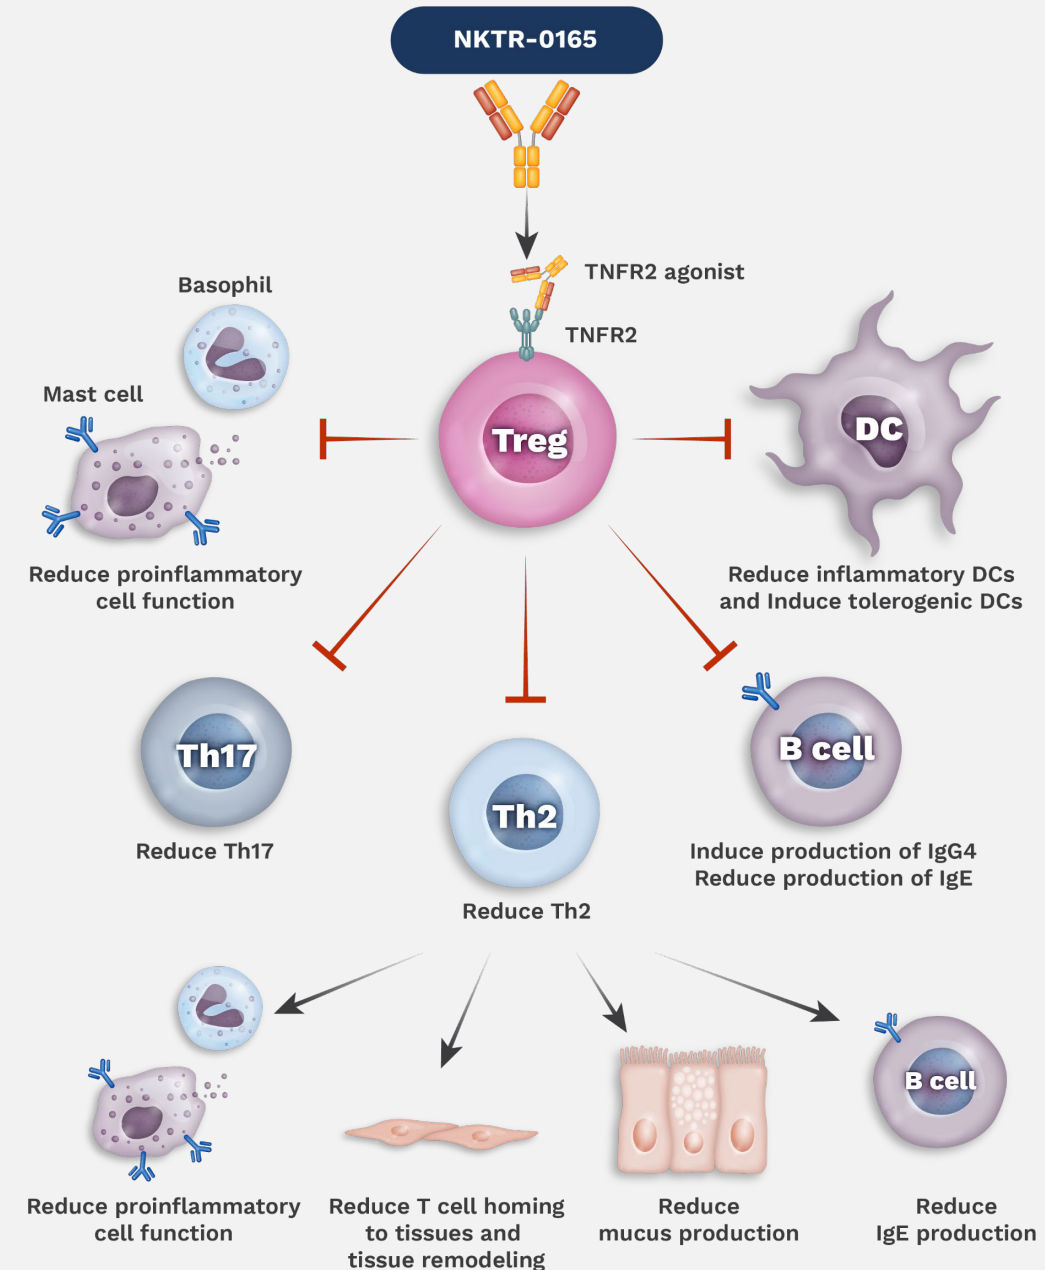 NKTR-0165
TNFR2 agonist
TNFR2
Basophil
Mast cell
Treg
DC
Reduce proinflammatory
cell function
Reduce inflammatory DCs
and Induce tolerogenic DCs
Th17
Reduce Th17
Th2
Reduce Th2
B cell
Induce production of IgG4
Reduce production of IgE
B cell
Reduce proinflammatory
cell function
Reduce T cell homing
to tissues and
tissue remodeling
Reduce
mucus production
Reduce
IgE production